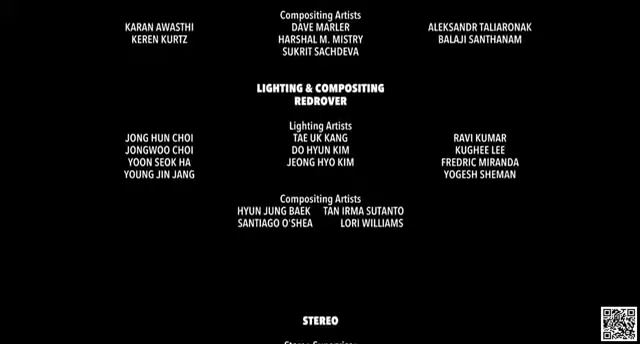 Compositing Artists
KARAN AWASTHI DAVE MARLER ALEKSANDR TALIARONAK
KEREN KURTZ HARSHAL M. MISTRY BALAJI SANTHANAM
SUKRIT SACHDEVA
LIGHTING & COMPOSITING
REDROVER
Lighting Artists
JONG HUN CHOI TAE UK KANG RAVI KUMAR
JONGWOO CHOI DO HYUN KIM KUGHEE LEE
YOON SEOK HA JEONG HYO KIM FREDRIC MIRANDA
YOUNG JIN JANG YOGESH SHEMAN
Compositing Artists
HYUN JUNG BAEK TAN IRMA SUTANTO
SANTIAGO O'SHEA LORI WILLIAMS
STEREO